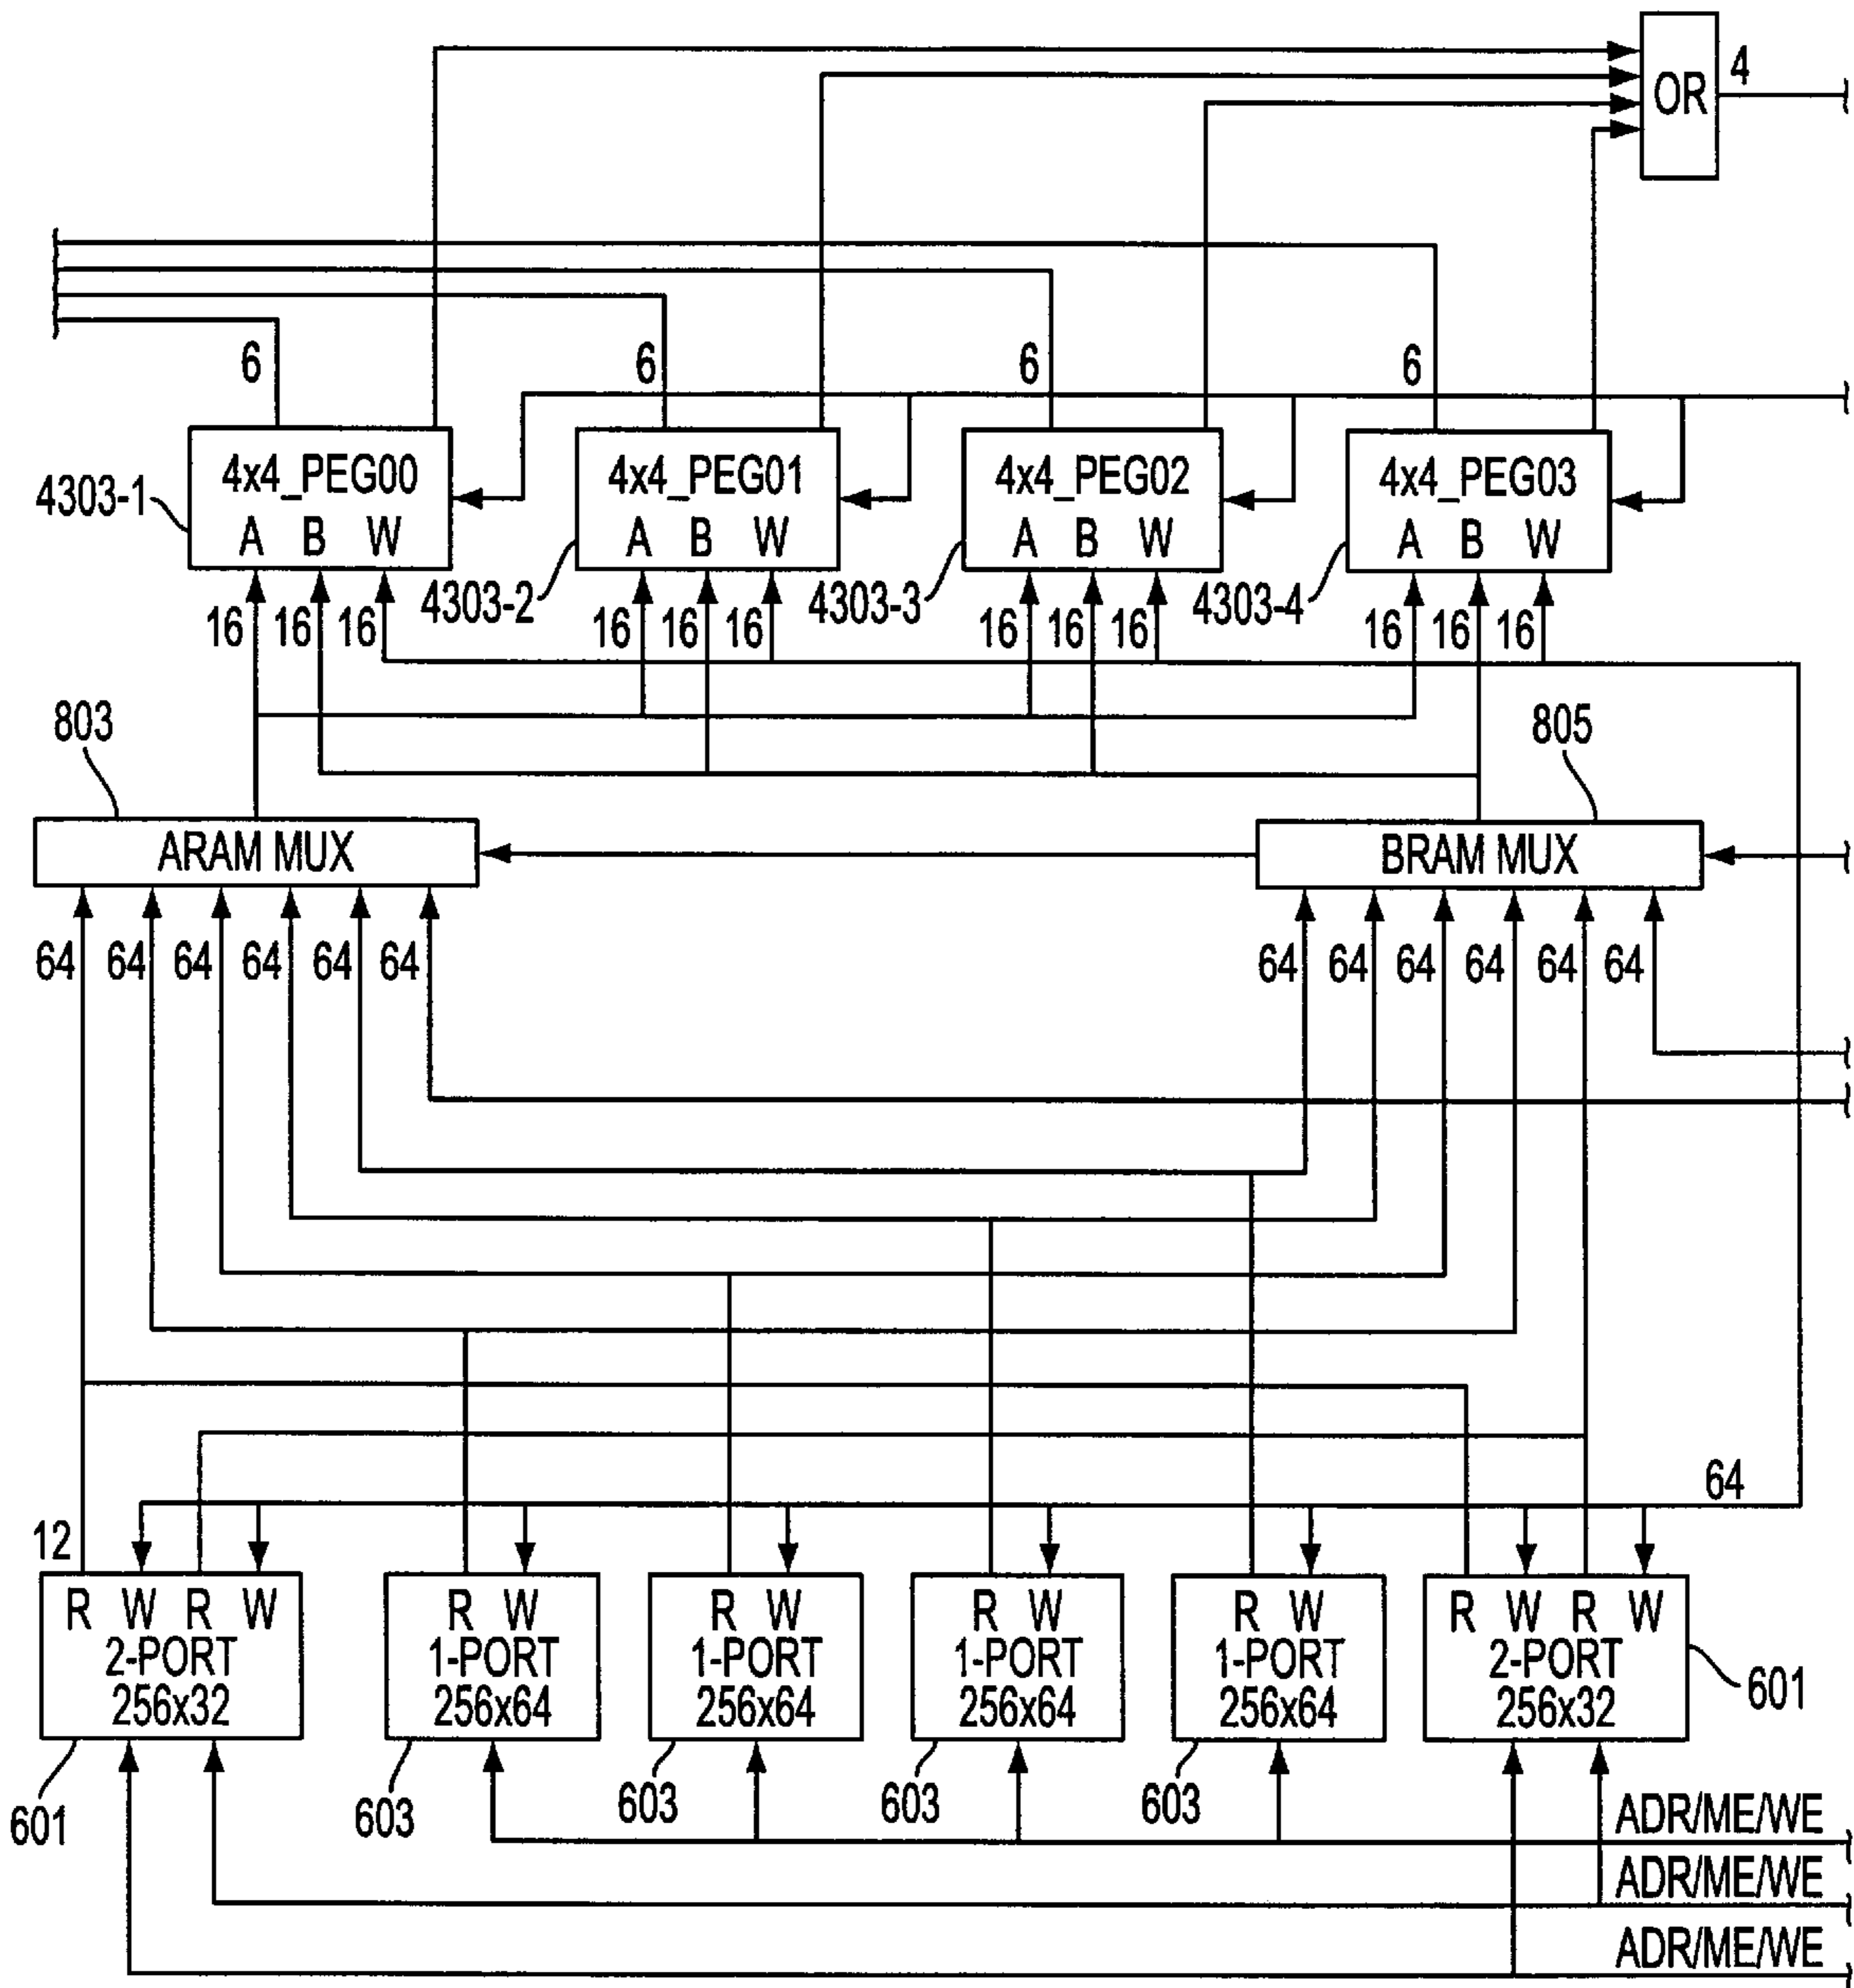 OR
4
6 6 6 6
4x4_PEG00 4x4_PEG01 4x4_PEG02 4x4_PEG03
4303-1
A B W A B W A B W A B W
4303-2 4303-3 4303-4
16 16 16 16 16 16 16 16 16 16 16 16
803 805
ARAM MUX BRAM MUX
64 64 64 64 64 64 64 64 64 64 64 64
64
12
R W R W R W R W R W R W R W R W
2-PORT 1-PORT 1-PORT 1-PORT 1-PORT 2-PORT
256x32 256x64 256x64 256x64 256x64 256x32
601
601 603 603 603 603
ADR/ME/WE
ADR/ME/WE
ADR/ME/WE